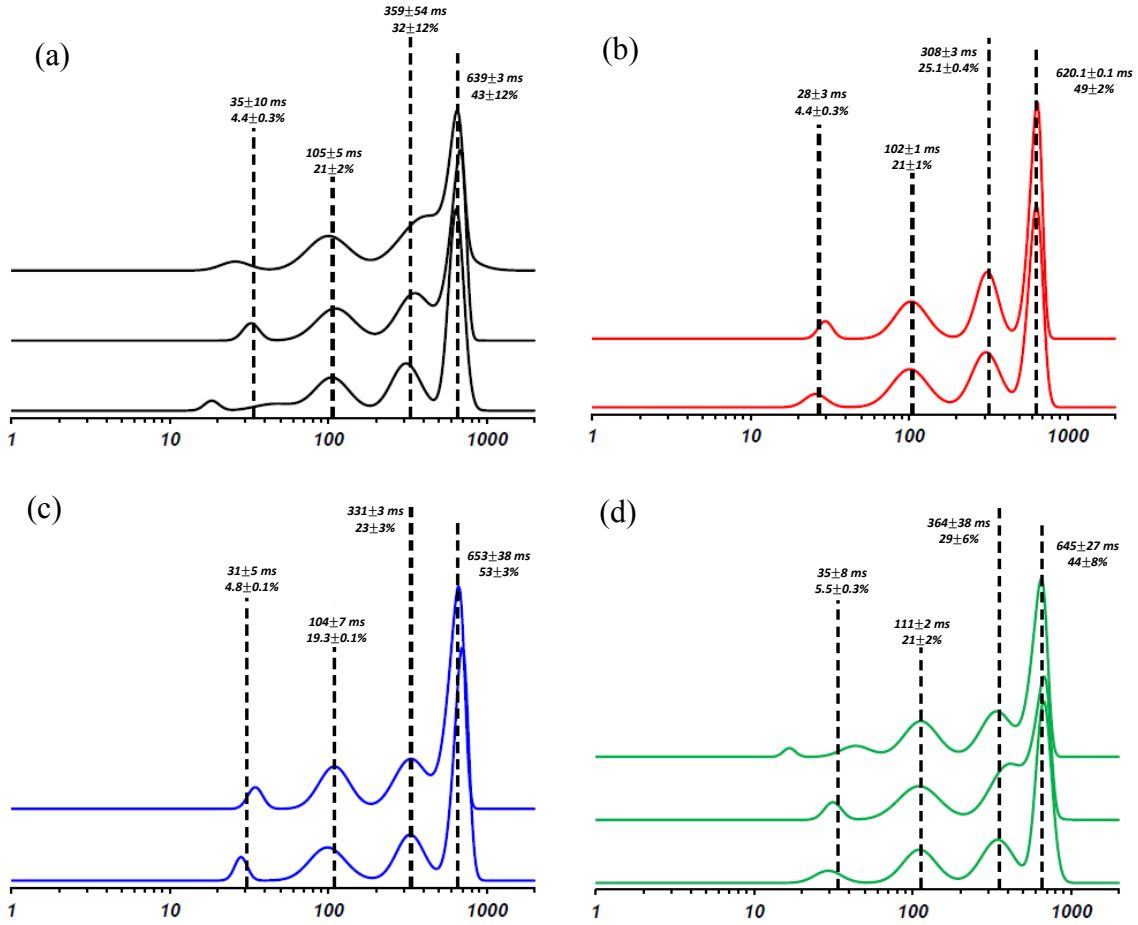 (a)
359±54 ms
32±12%
639±3 ms
43±12%
35±10 ms
4.4±0.3%
105±5 ms
21±2%
1 10 100 1000
(b)
308±3 ms
25.1±0.4%
620.1±0.1 ms
49±2%
28±3 ms
4.4±0.3%
102±1 ms
21±1%
1 10 100 1000
(c)
331±3 ms
23±3%
653±38 ms
53±3%
31±5 ms
4.8±0.1%
104±7 ms
19.3±0.1%
1 10 100 1000
(d)
364±38 ms
29±6%
645±27 ms
44±8%
35±8 ms
5.5±0.3%
111±2 ms
21±2%
1 10 100 1000